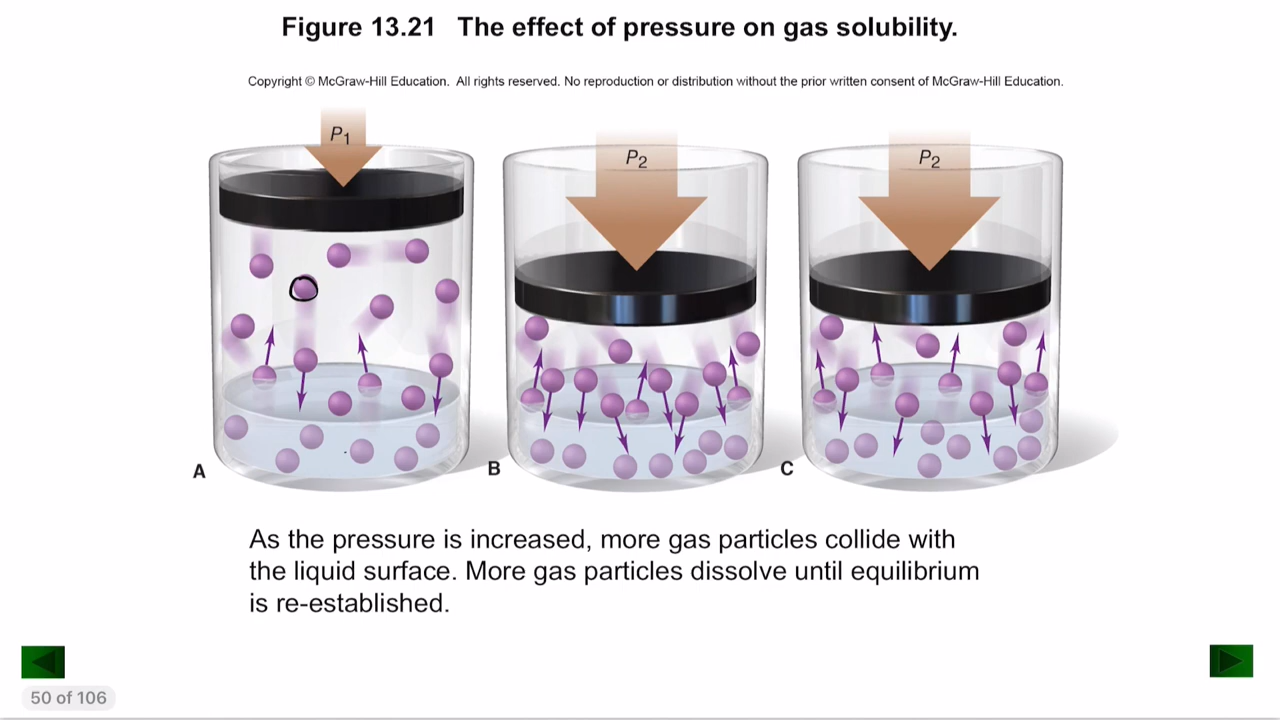 Figure 13.21 The effect of pressure on gas solubility.
Copyright © McGraw-Hill Education. All rights reserved. No reproduction or distribution without the prior written consent of McGraw-Hill Education.
P1
P2
P2
A
B
C
As the pressure is increased, more gas particles collide with
the liquid surface. More gas particles dissolve until equilibrium
is re-established.
50 of 106